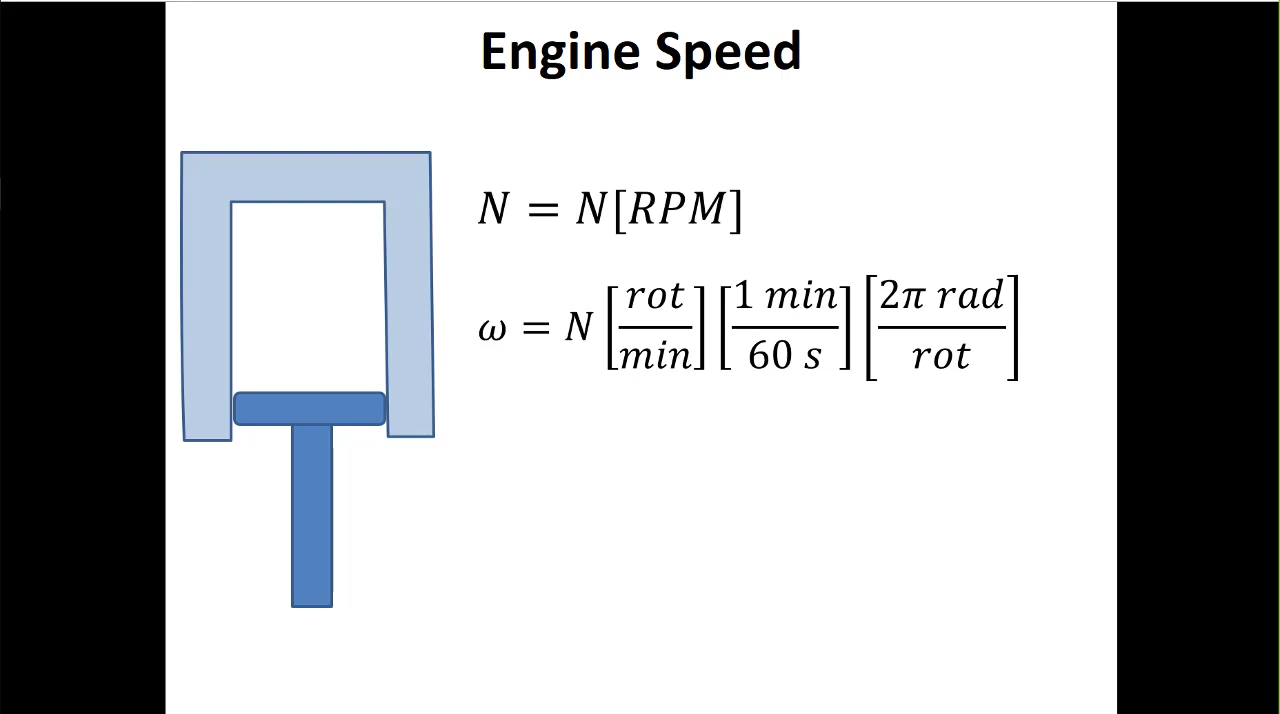 Engine Speed
N = N[RPM]
ω = N [rot/min] [1 min/60 s] [2π rad/rot]